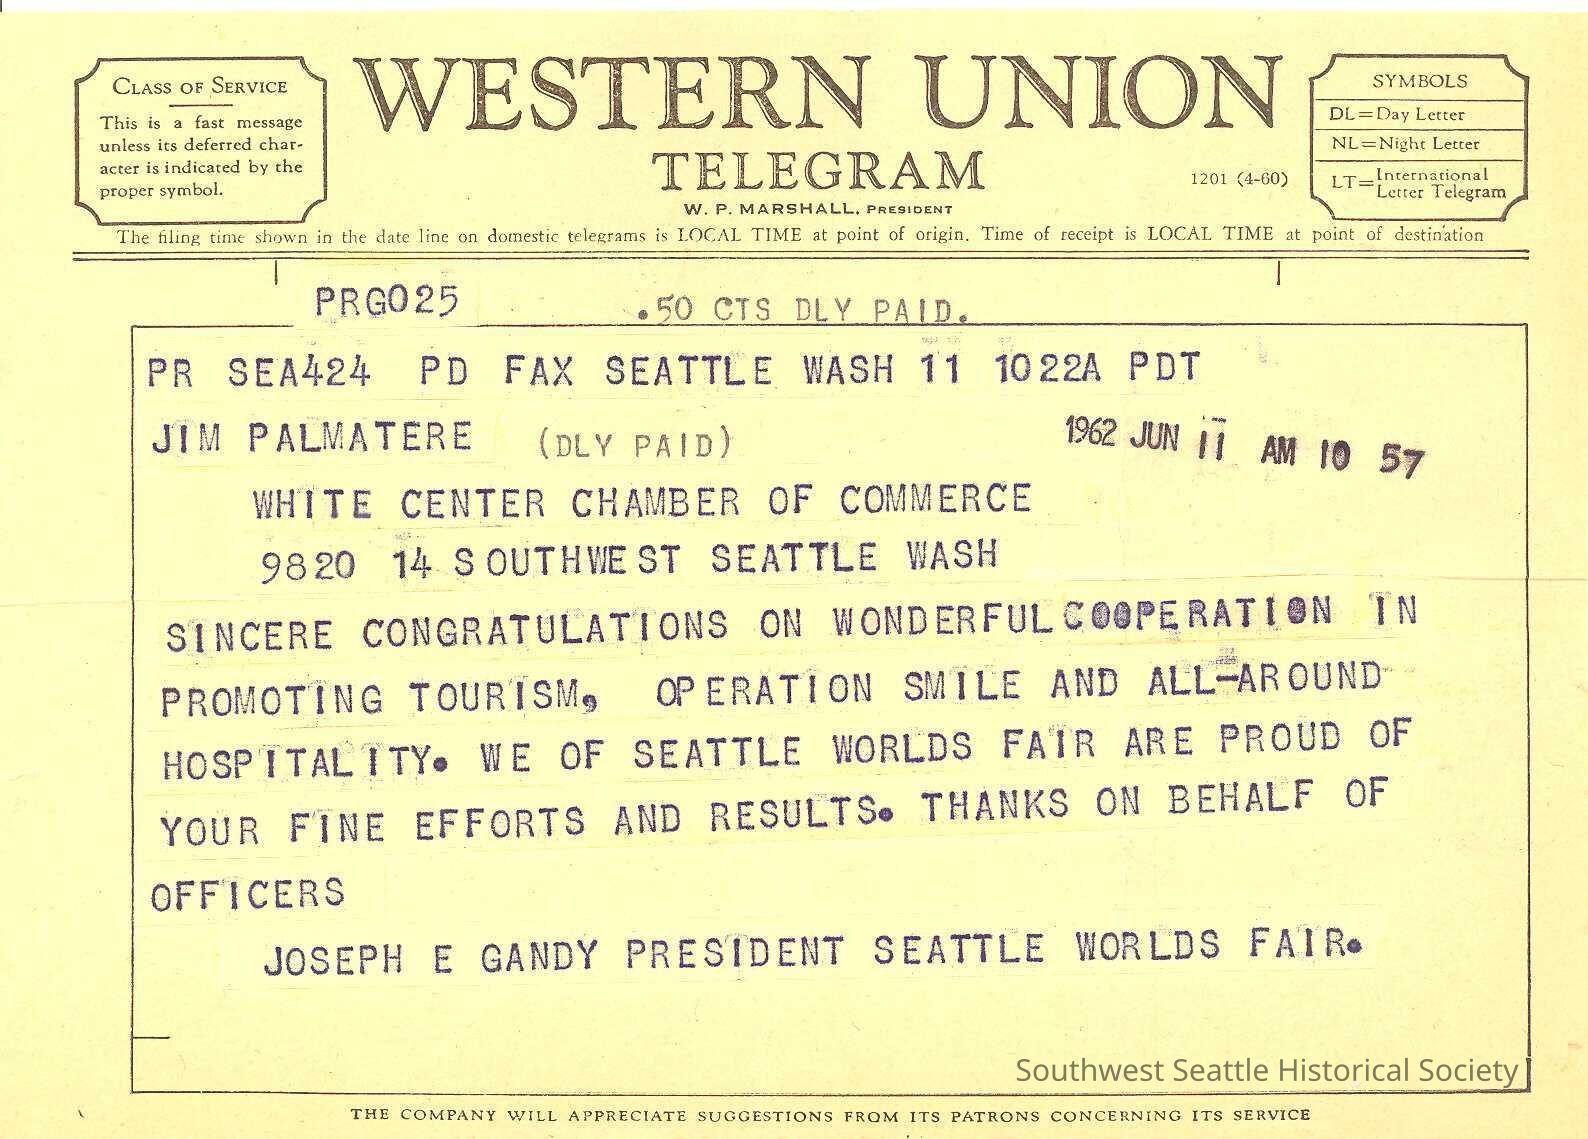 CLASS OF SERVICE
This is a fast message
unless its deferred char-
acter is indicated by the
proper symbol.
WESTERN UNION
TELEGRAM
W. P. MARSHALL, PRESIDENT
1201 (4-60)
SYMBOLS
DL=Day Letter
NL=Night Letter
LT=International Letter Telegram
The filing time shown in the date line on domestic telegrams is LOCAL TIME at point of origin. Time of receipt is LOCAL TIME at point of destination
PRG025 .50 CTS DLY PAID.
PR SEA424 PD FAX SEATTLE WASH 11 1022A PDT
JIM PALMATERE (DLY PAID) 1962 JUN 11 AM 10 57
WHITE CENTER CHAMBER OF COMMERCE
9820 14 SOUTHWEST SEATTLE WASH
SINCERE CONGRATULATIONS ON WONDERFUL COOPERATION IN
PROMOTING TOURISM, OPERATION SMILE AND ALL-AROUND
HOSPITALITY. WE OF SEATTLE WORLDS FAIR ARE PROUD OF
YOUR FINE EFFORTS AND RESULTS. THANKS ON BEHALF OF
OFFICERS
JOSEPH E GANDY PRESIDENT SEATTLE WORLDS FAIR.
Southwest Seattle Historical Society
THE COMPANY WILL APPRECIATE SUGGESTIONS FROM ITS PATRONS CONCERNING ITS SERVICE